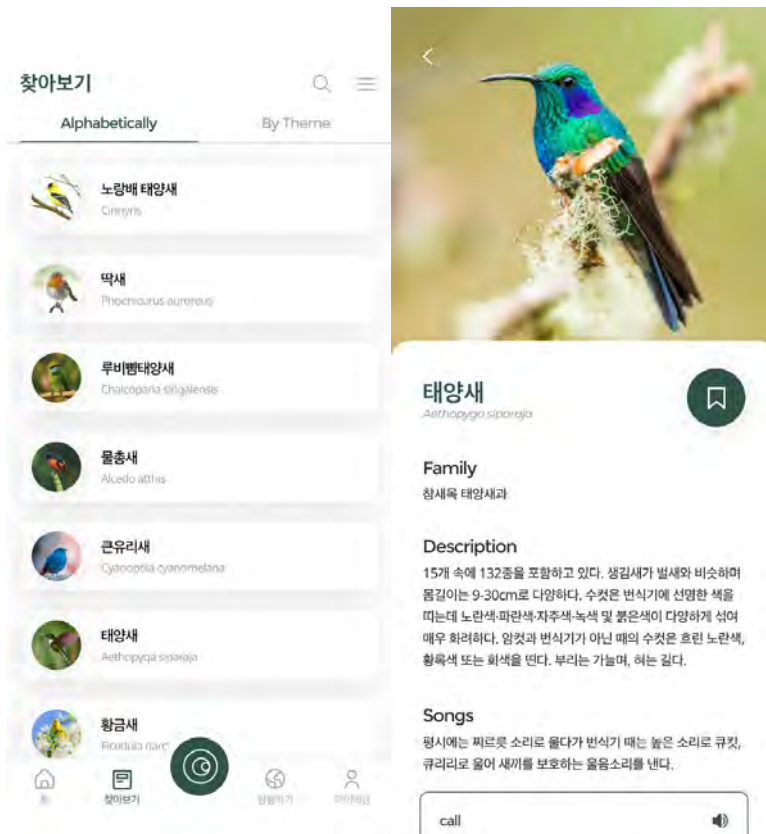 찾아보기
Alphabetically
By Theme
노랑배 태양새
Cinnyris
딱새
Phoenicurus auroreus
루비뺨태양새
Chalcoparia singalensis
물총새
Alcedo atthis
큰유리새
Cyanoptila cyanomelana
태양새
Aethopyga siparaja
황금새
찾아보기
태양새
Aethopyga siparaja
Family
참새목 태양새과
Description
15개 속에 132종을 포함하고 있다. 생김새가 벌새와 비슷하며
몸길이는 9-30cm로 다양하다. 수컷은 번식기에 선명한 색을
띠는데 노란색·파란색·자주색·녹색 및 붉은색이 다양하게 섞여
매우 화려하다. 암컷과 번식기가 아닌 때의 수컷은 흐린 노란색,
황록색 또는 회색을 띤다. 부리는 가늘며, 혀는 길다.
Songs
평시에는 찌르릇 소리로 울다가 번식기 때는 높은 소리로 큐킷,
큐리리로 울어 새끼를 보호하는 울음소리를 낸다.
call